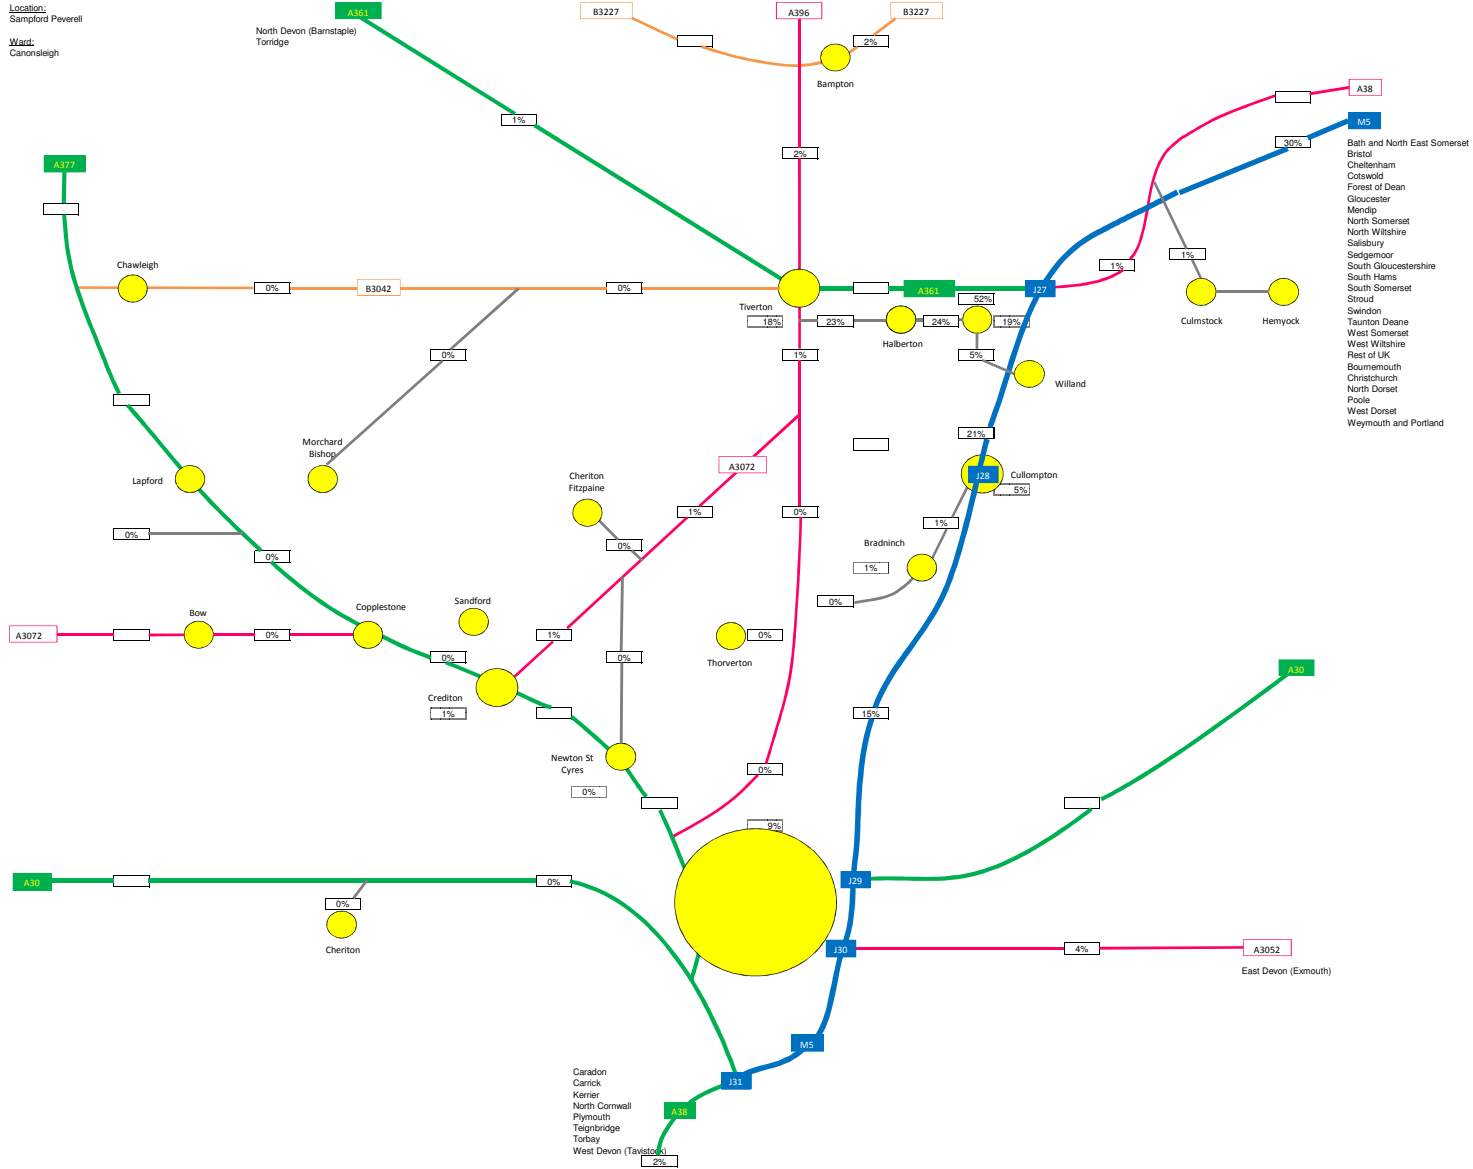 Location:
Sampford Peverell
Ward:
Canonsleigh
A361
North Devon (Barnstaple)
Torridge
B3227
A396
B3227
2%
Bampton
A38
M5
30%
Bath and North East Somerset
Bristol
Cheltenham
Cotswold
Forest of Dean
Gloucester
Mendip
North Somerset
North Wiltshire
Salisbury
Sedgemoor
South Gloucestershire
South Hams
South Somerset
Stroud
Swindon
Taunton Deane
West Somerset
West Wiltshire
Rest of UK
Bournemouth
Christchurch
North Dorset
Poole
West Dorset
Weymouth and Portland
1%
2%
A377
Chawleigh
0%
B3042
0%
Tiverton
18%
A361
52%
J27
1%
1%
Culmstock
Hemyock
23%
Halberton
24%
19%
0%
1%
5%
Willand
21%
Morchard
Bishop
Lapford
Cheriton
Fitzpaine
A3072
J28
Cullompton
5%
1%
0%
1%
0%
0%
0%
Bradninch
1%
0%
Bow
Copplestone
Sandford
A3072
0%
1%
0%
Thorverton
0%
0%
Crediton
1%
15%
A30
Newton St
Cyres
0%
0%
9%
A30
0%
J29
0%
Cheriton
J30
4%
A3052
East Devon (Exmouth)
M5
J31
Caradon
Carrick
Kerrier
North Cornwall
Plymouth
Teignbridge
Torbay
West Devon (Tavistock)
A38
2%